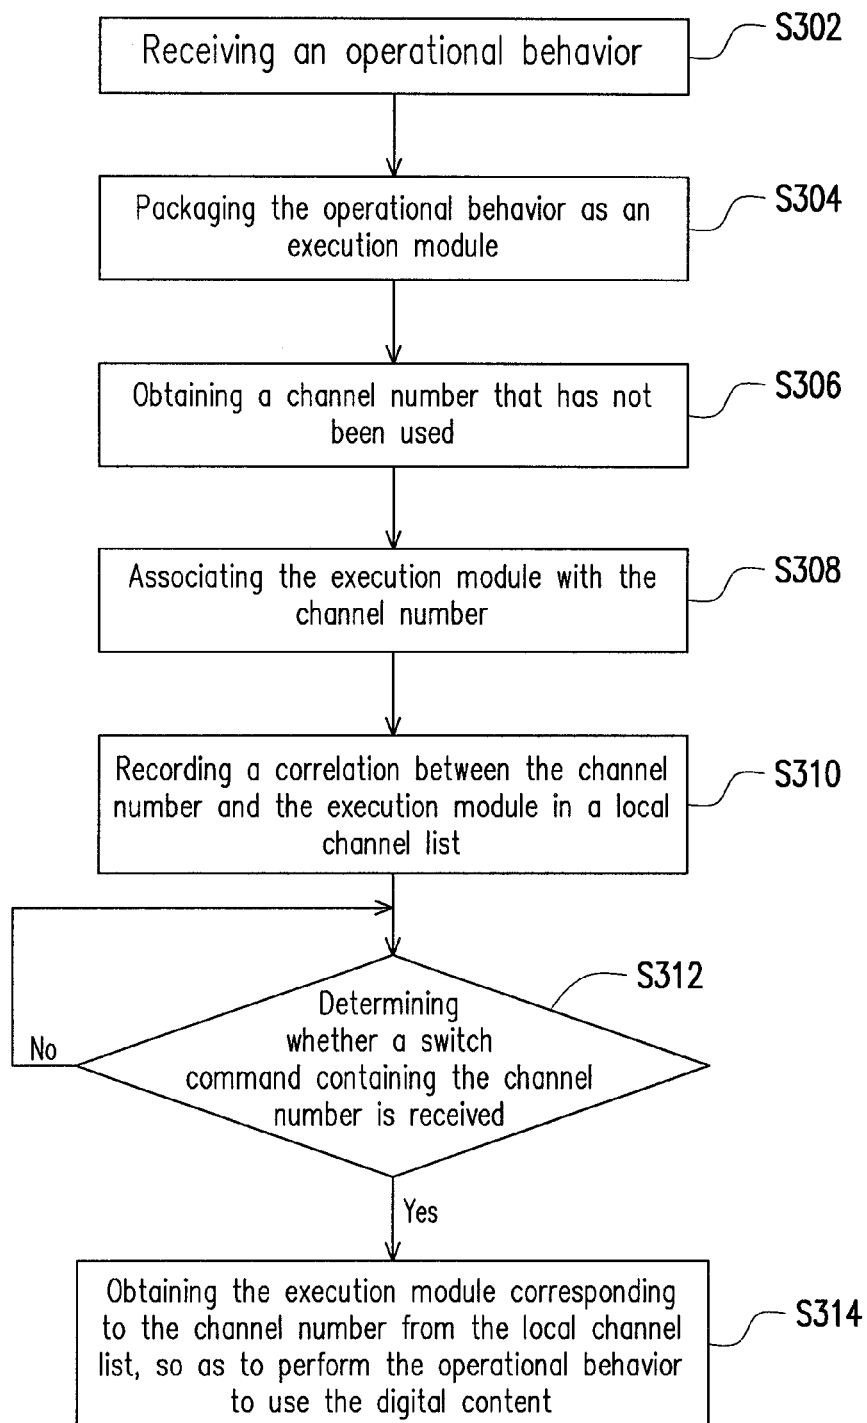 Receiving an operational behavior
S302
Packaging the operational behavior as an
execution module
S304
Obtaining a channel number that has not
been used
S306
Associating the execution module with the
channel number
S308
Recording a correlation between the channel
number and the execution module in a local
channel list
S310
Determining
whether a switch
command containing the channel
number is received
S312
No
Yes
Obtaining the execution module corresponding
to the channel number from the local channel
list, so as to perform the operational behavior
to use the digital content
S314